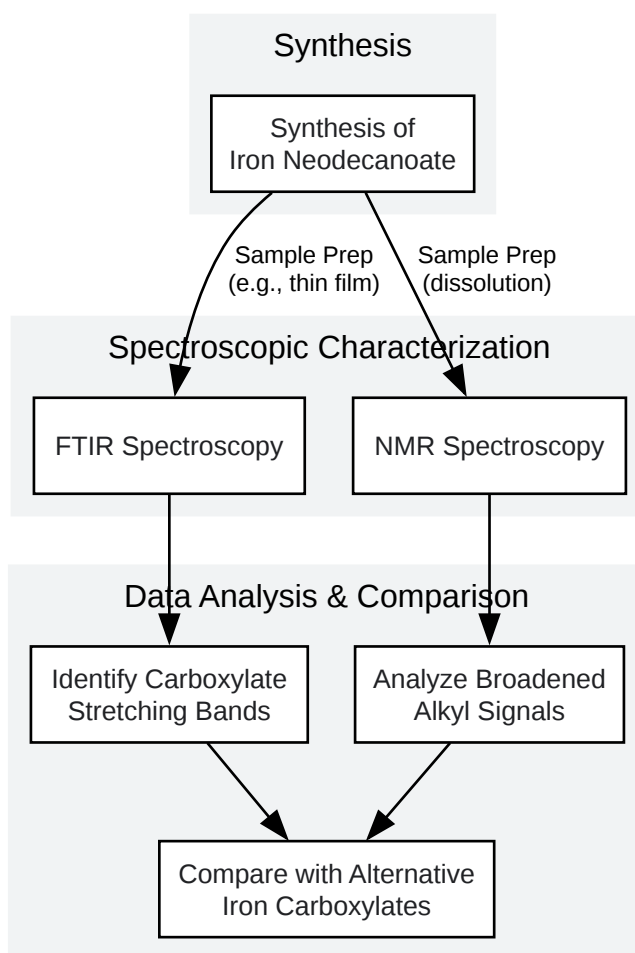 Synthesis
Synthesis of
Iron Neodecanoate
Sample Prep
(e.g., thin film)
Sample Prep
(dissolution)
Spectroscopic Characterization
FTIR Spectroscopy
NMR Spectroscopy
Data Analysis & Comparison
Identify Carboxylate
Stretching Bands
Analyze Broadened
Alkyl Signals
Compare with Alternative
Iron Carboxylates